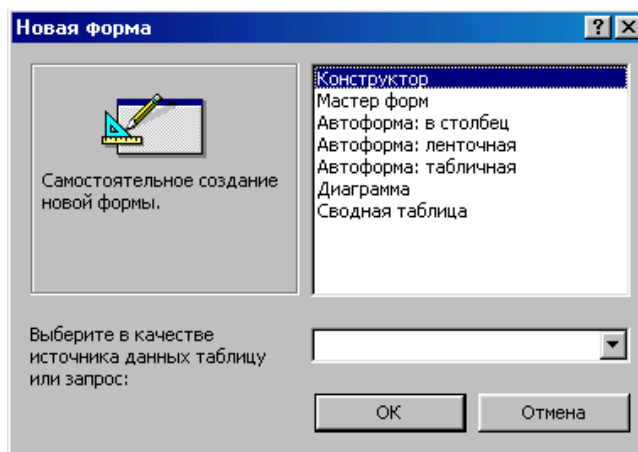 Новая форма
Самостоятельное создание
новой формы.
Конструктор
Мастер форм
Автоформа: в столбец
Автоформа: ленточная
Автоформа: табличная
Диаграмма
Сводная таблица
Выберите в качестве
источника данных таблицу
или запрос:
ОК
Отмена